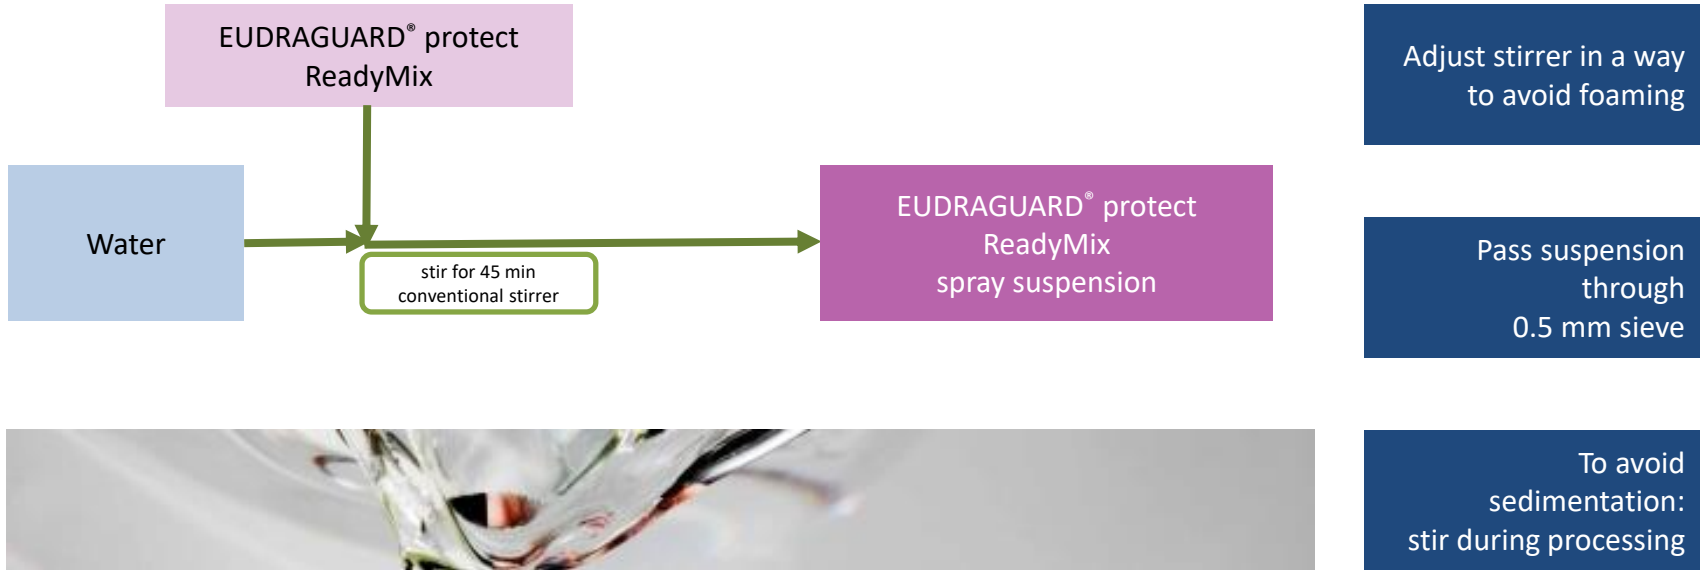 EUDRAGUARD® protect
ReadyMix
Water
stir for 45 min
conventional stirrer
EUDRAGUARD® protect
ReadyMix
spray suspension
Adjust stirrer in a way
to avoid foaming
Pass suspension
through
0.5 mm sieve
To avoid
sedimentation:
stir during processing